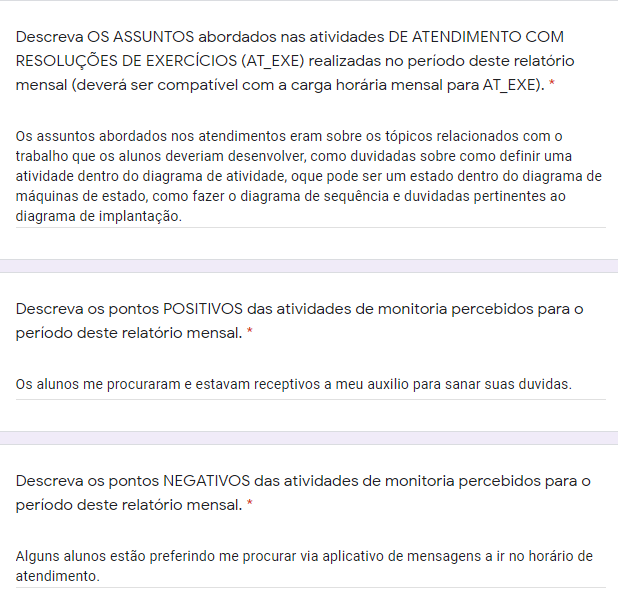 Descreva OS ASSUNTOS abordados nas atividades DE ATENDIMENTO COM
RESOLUÇÕES DE EXERCÍCIOS (AT_EXE) realizadas no período deste relatório
mensal (deverá ser compatível com a carga horária mensal para AT_EXE). *
Os assuntos abordados nos atendimentos eram sobre os tópicos relacionados com o
trabalho que os alunos deveriam desenvolver, como duvidadas sobre como definir uma
atividade dentro do diagrama de atividade, oque pode ser um estado dentro do diagrama de
máquinas de estado, como fazer o diagrama de sequência e duvidadas pertinentes ao
diagrama de implantação.
Descreva os pontos POSITIVOS das atividades de monitoria percebidos para o
período deste relatório mensal. *
Os alunos me procuraram e estavam receptivos a meu auxilio para sanar suas duvidas.
Descreva os pontos NEGATIVOS das atividades de monitoria percebidos para o
período deste relatório mensal. *
Alguns alunos estão preferindo me procurar via aplicativo de mensagens a ir no horário de
atendimento.